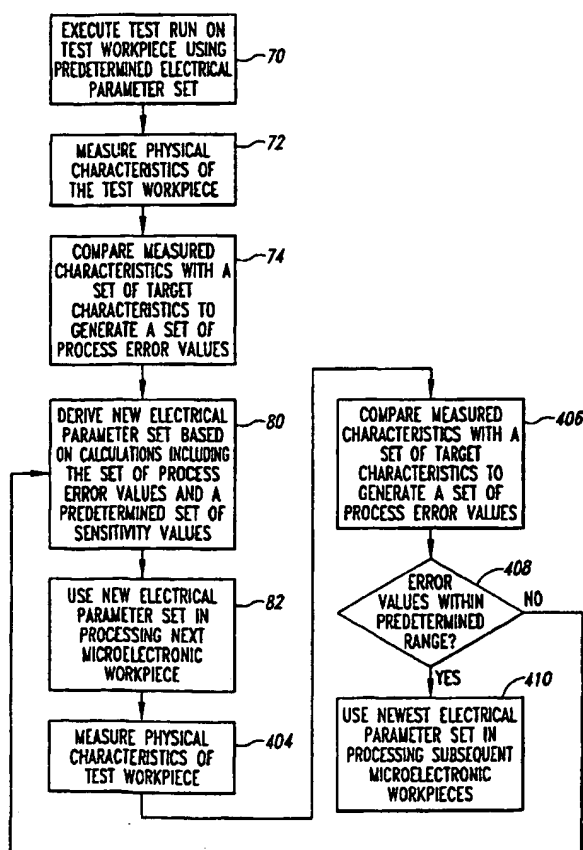 EXECUTE TEST RUN ON
TEST WORKPIECE USING
PREDETERMINED ELECTRICAL
PARAMETER SET
70
MEASURE PHYSICAL
CHARACTERISTICS OF
THE TEST WORKPIECE
72
COMPARE MEASURED
CHARACTERISTICS WITH A
SET OF TARGET
CHARACTERISTICS TO
GENERATE A SET OF
PROCESS ERROR VALUES
74
DERIVE NEW ELECTRICAL
PARAMETER SET BASED
ON CALCULATIONS INCLUDING
THE SET OF PROCESS
ERROR VALUES AND A
PREDETERMINED SET OF
SENSITIVITY VALUES
80
USE NEW ELECTRICAL
PARAMETER SET IN
PROCESSING NEXT
MICROELECTRONIC
WORKPIECE
82
MEASURE PHYSICAL
CHARACTERISTICS OF
TEST WORKPIECE
404
COMPARE MEASURED
CHARACTERISTICS WITH A
SET OF TARGET
CHARACTERISTICS TO
GENERATE A SET OF
PROCESS ERROR VALUES
406
ERROR
VALUES WITHIN
PREDETERMINED
RANGE?
408
NO
YES
USE NEWEST ELECTRICAL
PARAMETER SET IN
PROCESSING SUBSEQUENT
MICROELECTRONIC
WORKPIECES
410